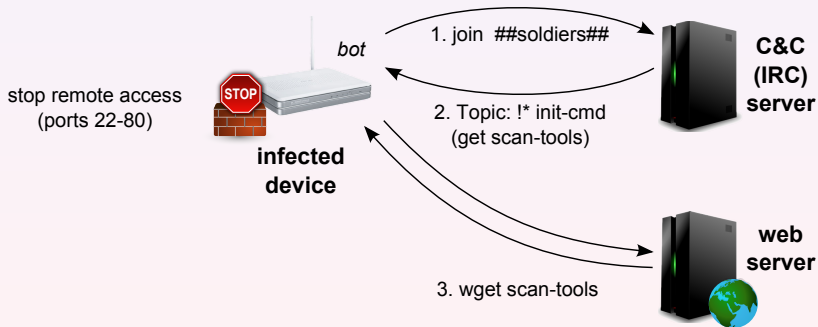 bot
1. join ##soldiers##
C&C
(IRC)
server
stop remote access
(ports 22-80)
STOP
2. Topic: !* init-cmd
(get scan-tools)
infected
device
web
server
3. wget scan-tools